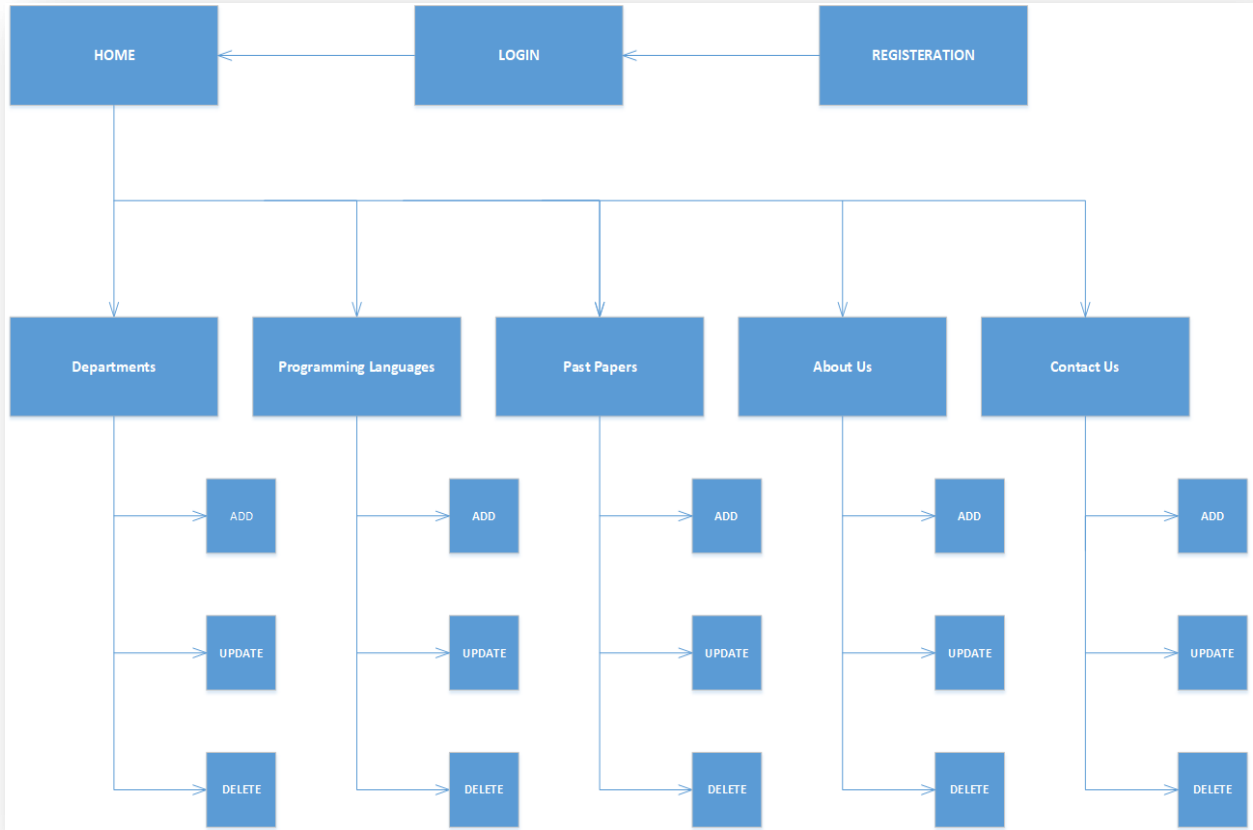 HOME
LOGIN
REGISTERATION
Departments
Programming Languages
Past Papers
About Us
Contact Us
ADD
ADD
ADD
ADD
ADD
UPDATE
UPDATE
UPDATE
UPDATE
UPDATE
DELETE
DELETE
DELETE
DELETE
DELETE